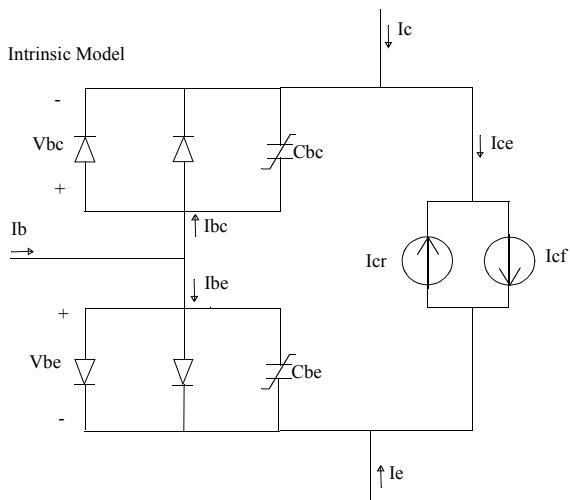 Ic
Intrinsic Model
-
Vbc
Cbc
Ice
+
Ib
Ibc
Icr
Icf
Ibe
+
Vbe
Cbe
-
Ie